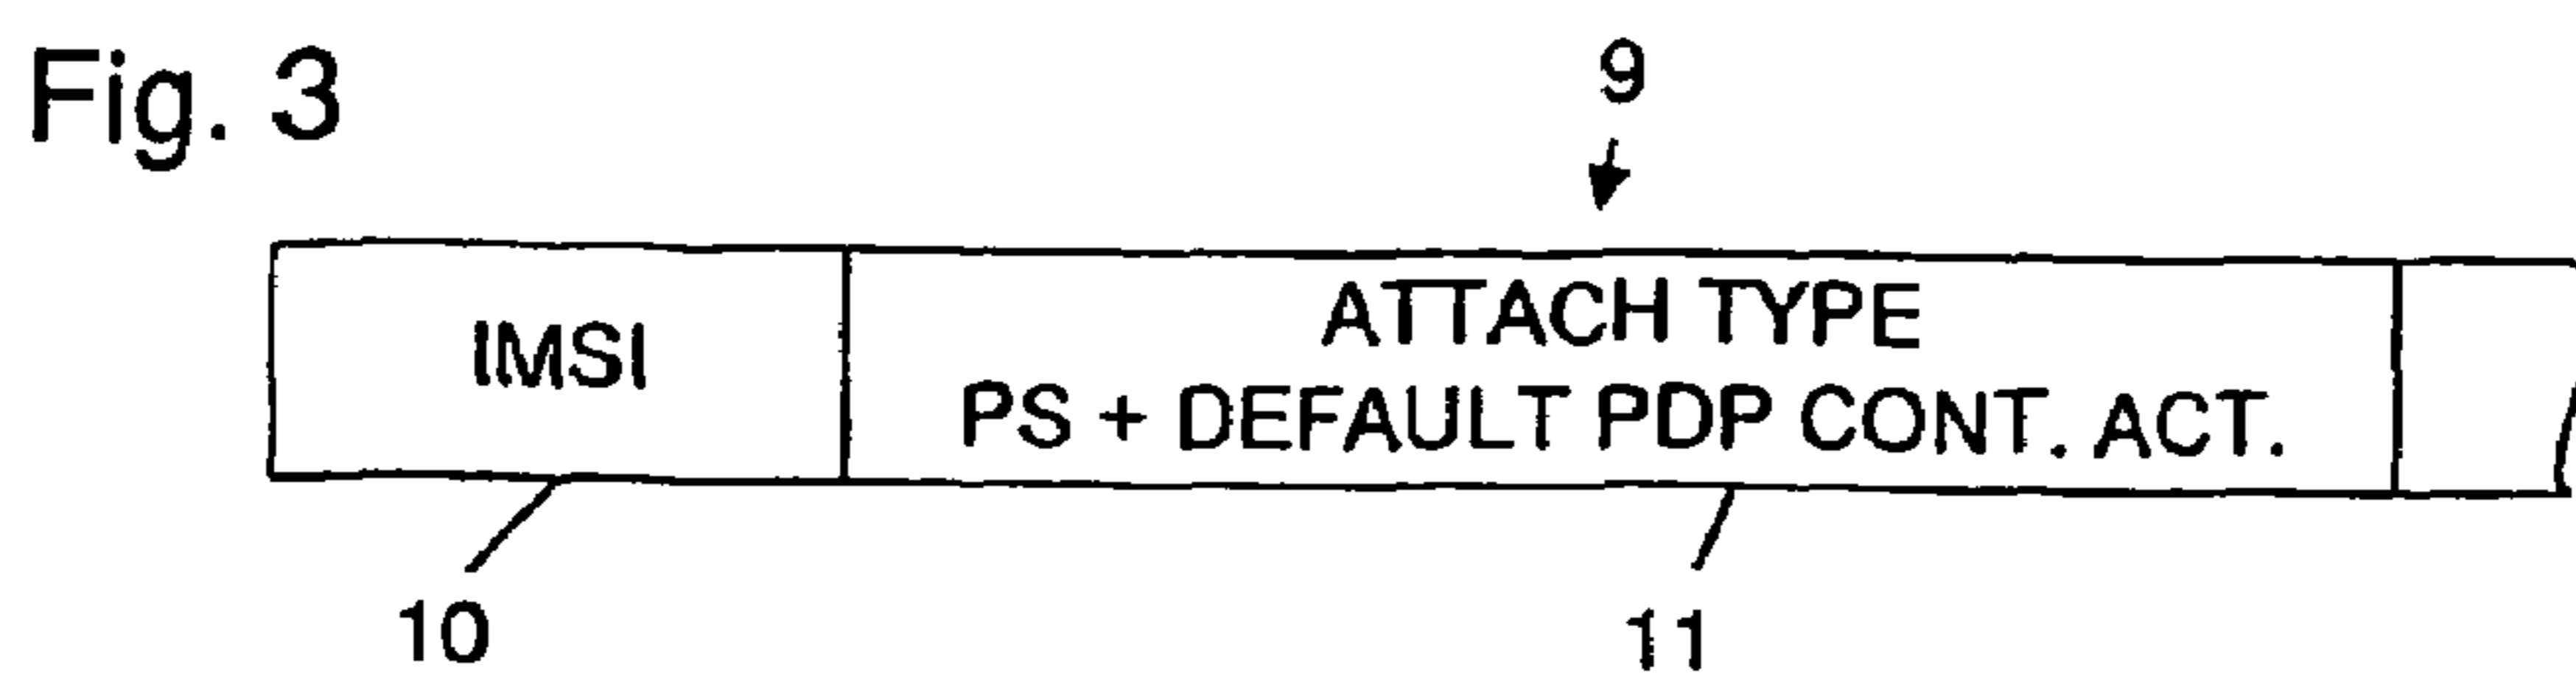 Fig. 3
9
IMSI
ATTACH TYPE
PS + DEFAULT PDP CONT. ACT.
10
11